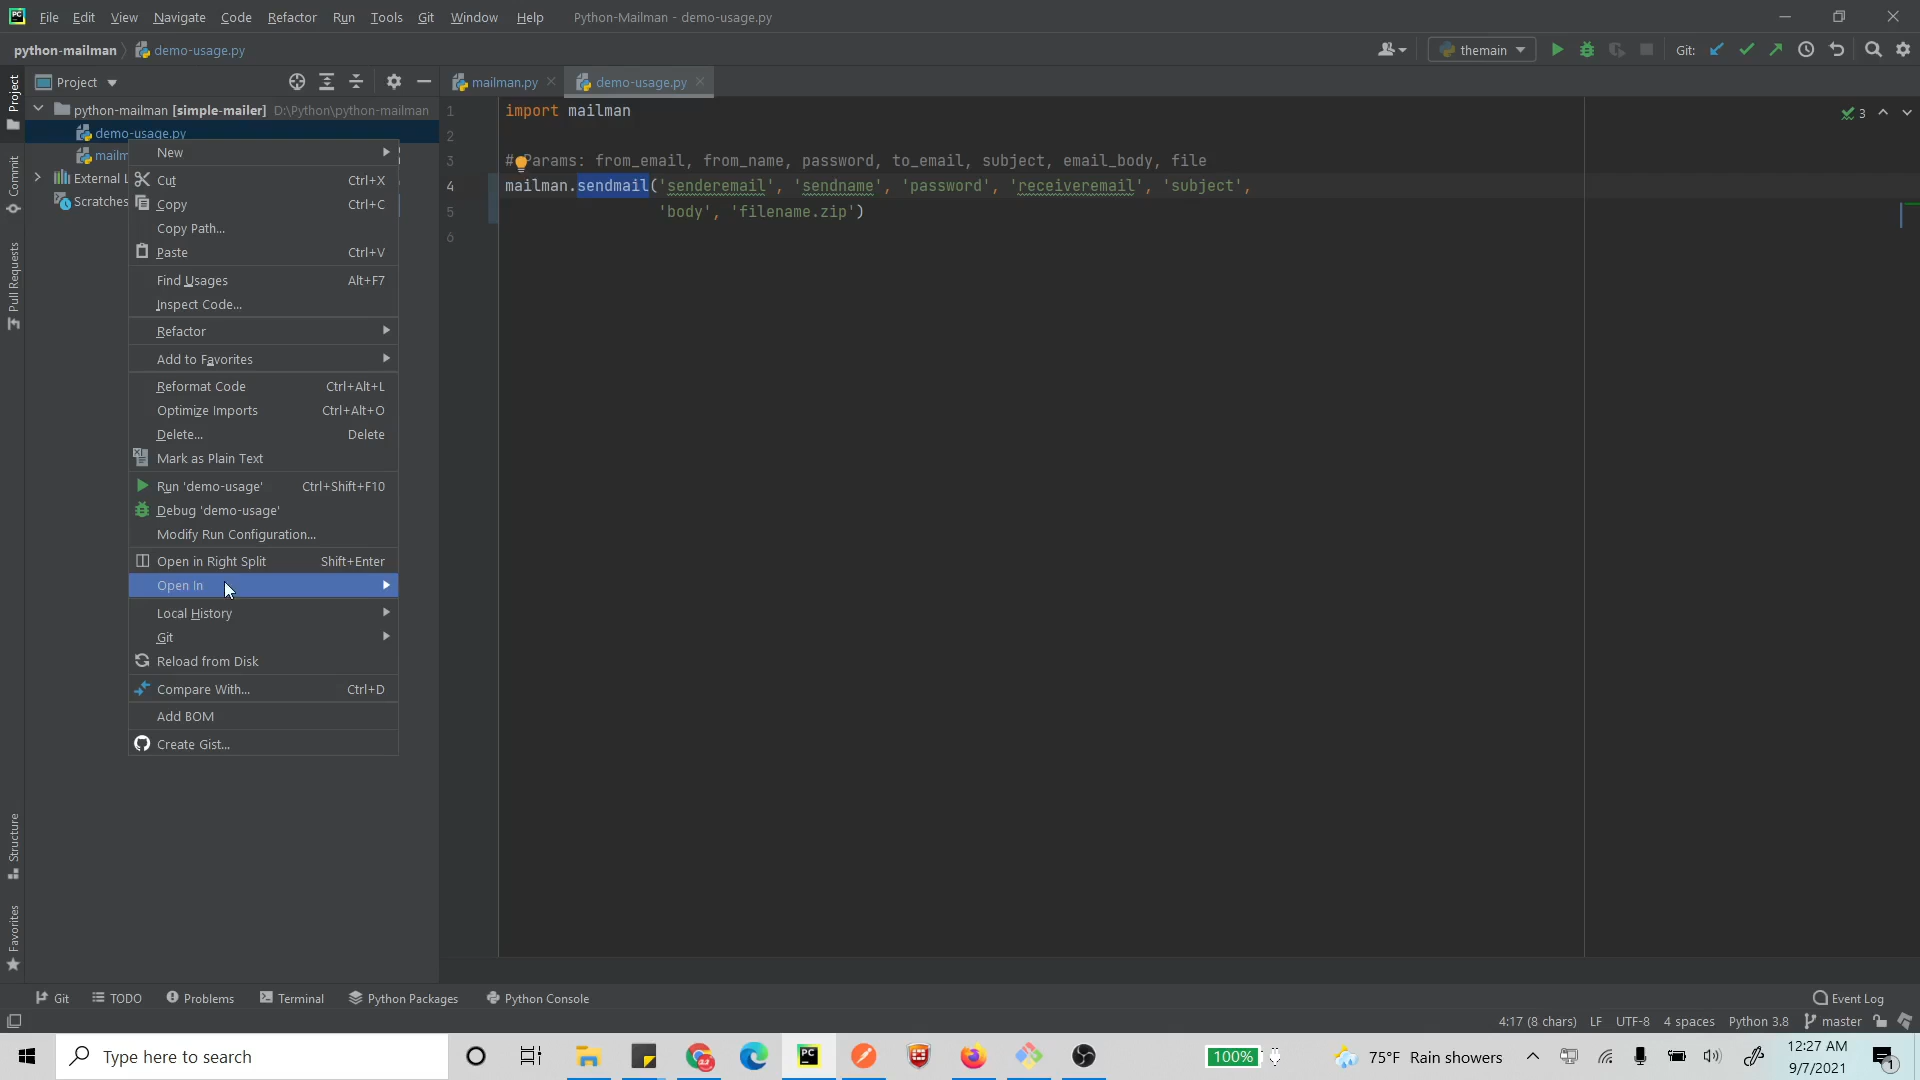 File Edit View Navigate Code Refactor Run Tools Git Window Help Python-Mailman - demo-usage.py
python-mailman demo-usage.py themain Git:
Project mailman.py demo-usage.py
python-mailman [simple-mailer] D:\Python\python-mailman
demo-usage.py
mailm
External L
Scratches
New
Cut Ctrl+X
Copy Ctrl+C
Copy Path...
Paste Ctrl+V
Find Usages Alt+F7
Inspect Code...
Refactor
Add to Favorites
Reformat Code Ctrl+Alt+L
Optimize Imports Ctrl+Alt+O
Delete... Delete
Mark as Plain Text
Run 'demo-usage' Ctrl+Shift+F10
Debug 'demo-usage'
Modify Run Configuration...
Open in Right Split Shift+Enter
Open In
Local History
Git
Reload from Disk
Compare With... Ctrl+D
Add BOM
Create Gist...
1 import mailman
2
3 # Params: from_email, from_name, password, to_email, subject, email_body, file
4 mailman.sendmail('senderemail', 'sendname', 'password', 'receiveremail', 'subject',
5 'body', 'filename.zip')
6
3
Project
Commit
Pull Requests
Structure
Favorites
Git TODO Problems Terminal Python Packages Python Console Event Log
4:17 (8 chars) LF UTF-8 4 spaces Python 3.8 master
Type here to search 100% 75°F Rain showers 12:27 AM
9/7/2021 1